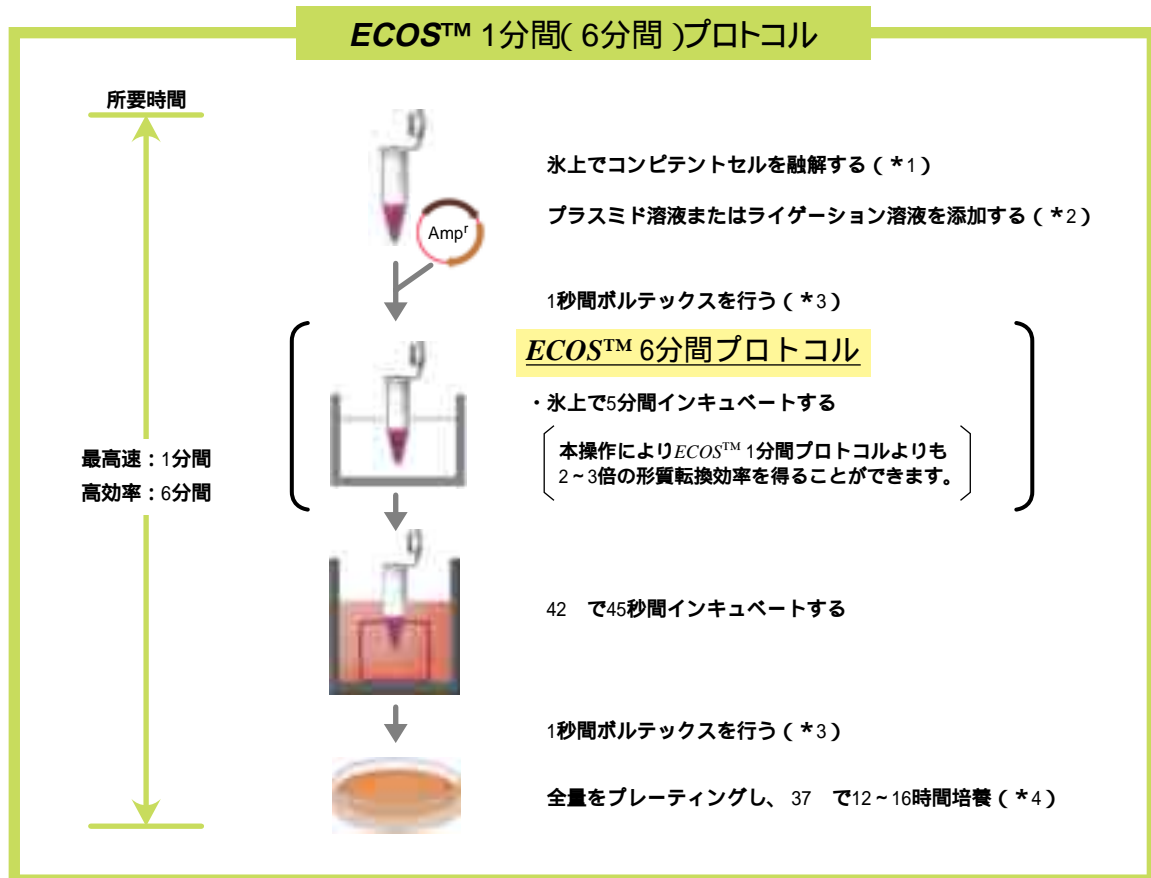 ECOS™ 1分間( 6分間 )プロトコル
所要時間
氷上でコンピテントセルを融解する ( *1 )
プラスミド溶液またはライゲーション溶液を添加する ( *2 )
Ampr
1秒間ボルテックスを行う ( *3 )
ECOS™ 6分間プロトコル
・氷上で5分間インキュベートする
本操作によりECOS™ 1分間プロトコルよりも
2~3倍の形質転換効率を得ることができます。
最高速：1分間
高効率：6分間
42 で45秒間インキュベートする
1秒間ボルテックスを行う ( *3 )
全量をプレーティングし、 37 で12~16時間培養 ( *4 )